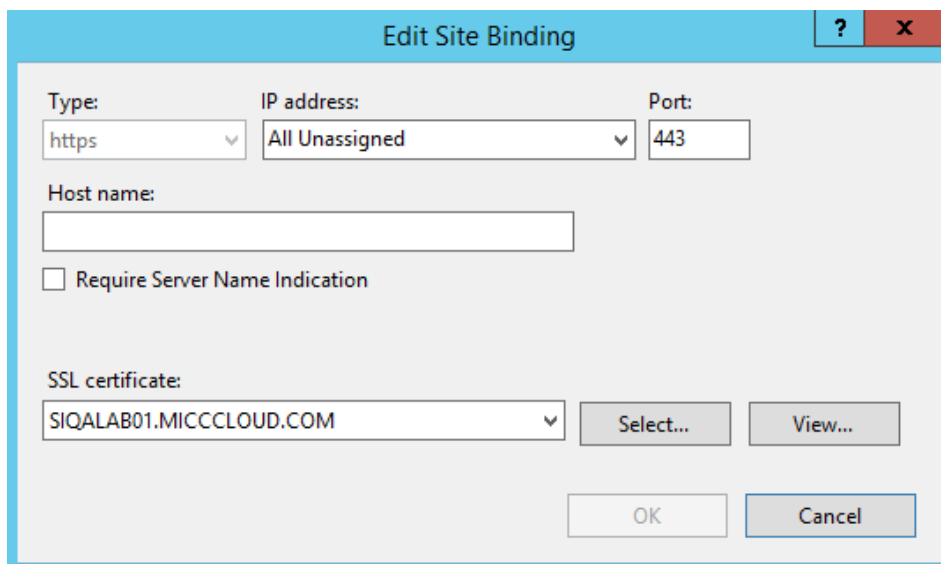 Edit Site Binding
? x
Type: IP address: Port:
https All Unassigned 443
Host name:
Require Server Name Indication
SSL certificate:
SIQALAB01.MICCCLOUD.COM Select... View...
OK Cancel